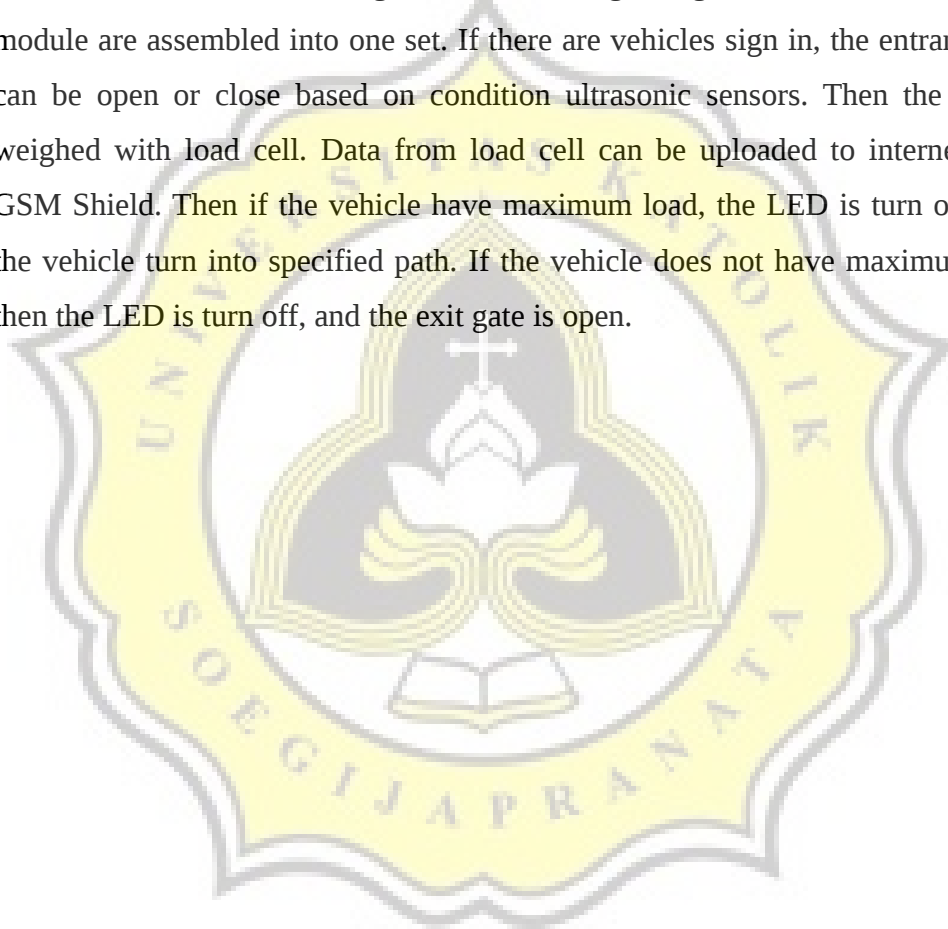 module are assembled into one set. If there are vehicles sign in, the entran
can be open or close based on condition ultrasonic sensors. Then the
weighed with load cell. Data from load cell can be uploaded to interne
GSM Shield. Then if the vehicle have maximum load, the LED is turn o
the vehicle turn into specified path. If the vehicle does not have maximu
then the LED is turn off, and the exit gate is open.
UNIVERSITAS KATOLIK
SOEGIJAPRANATA